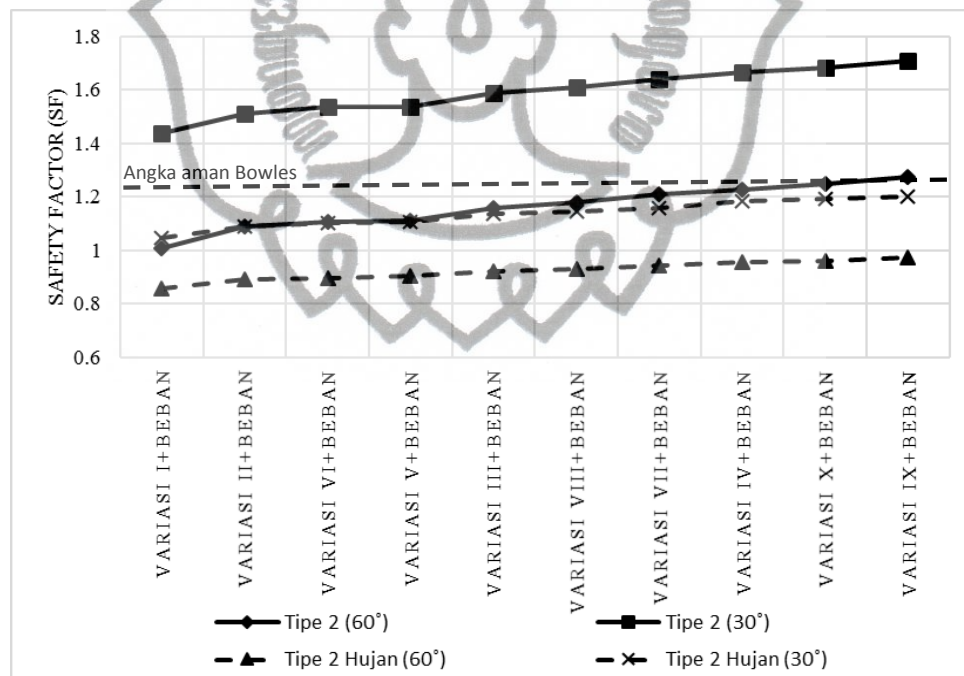 1.8
1.6
1.4
1.2
1
0.8
0.6
SAFETY FACTOR (SF)
Angka aman Bowles
VARIASI I+BEBAN
VARIASI II+BEBAN
VARIASI VI+BEBAN
VARIASI V+BEBAN
VARIASI III+BEBAN
VARIASI VIII+BEBAN
VARIASI VII+BEBAN
VARIASI IV+BEBAN
VARIASI X+BEBAN
VARIASI IX+BEBAN
Tipe 2 (60˚)
Tipe 2 (30˚)
Tipe 2 Hujan (60˚)
Tipe 2 Hujan (30˚)